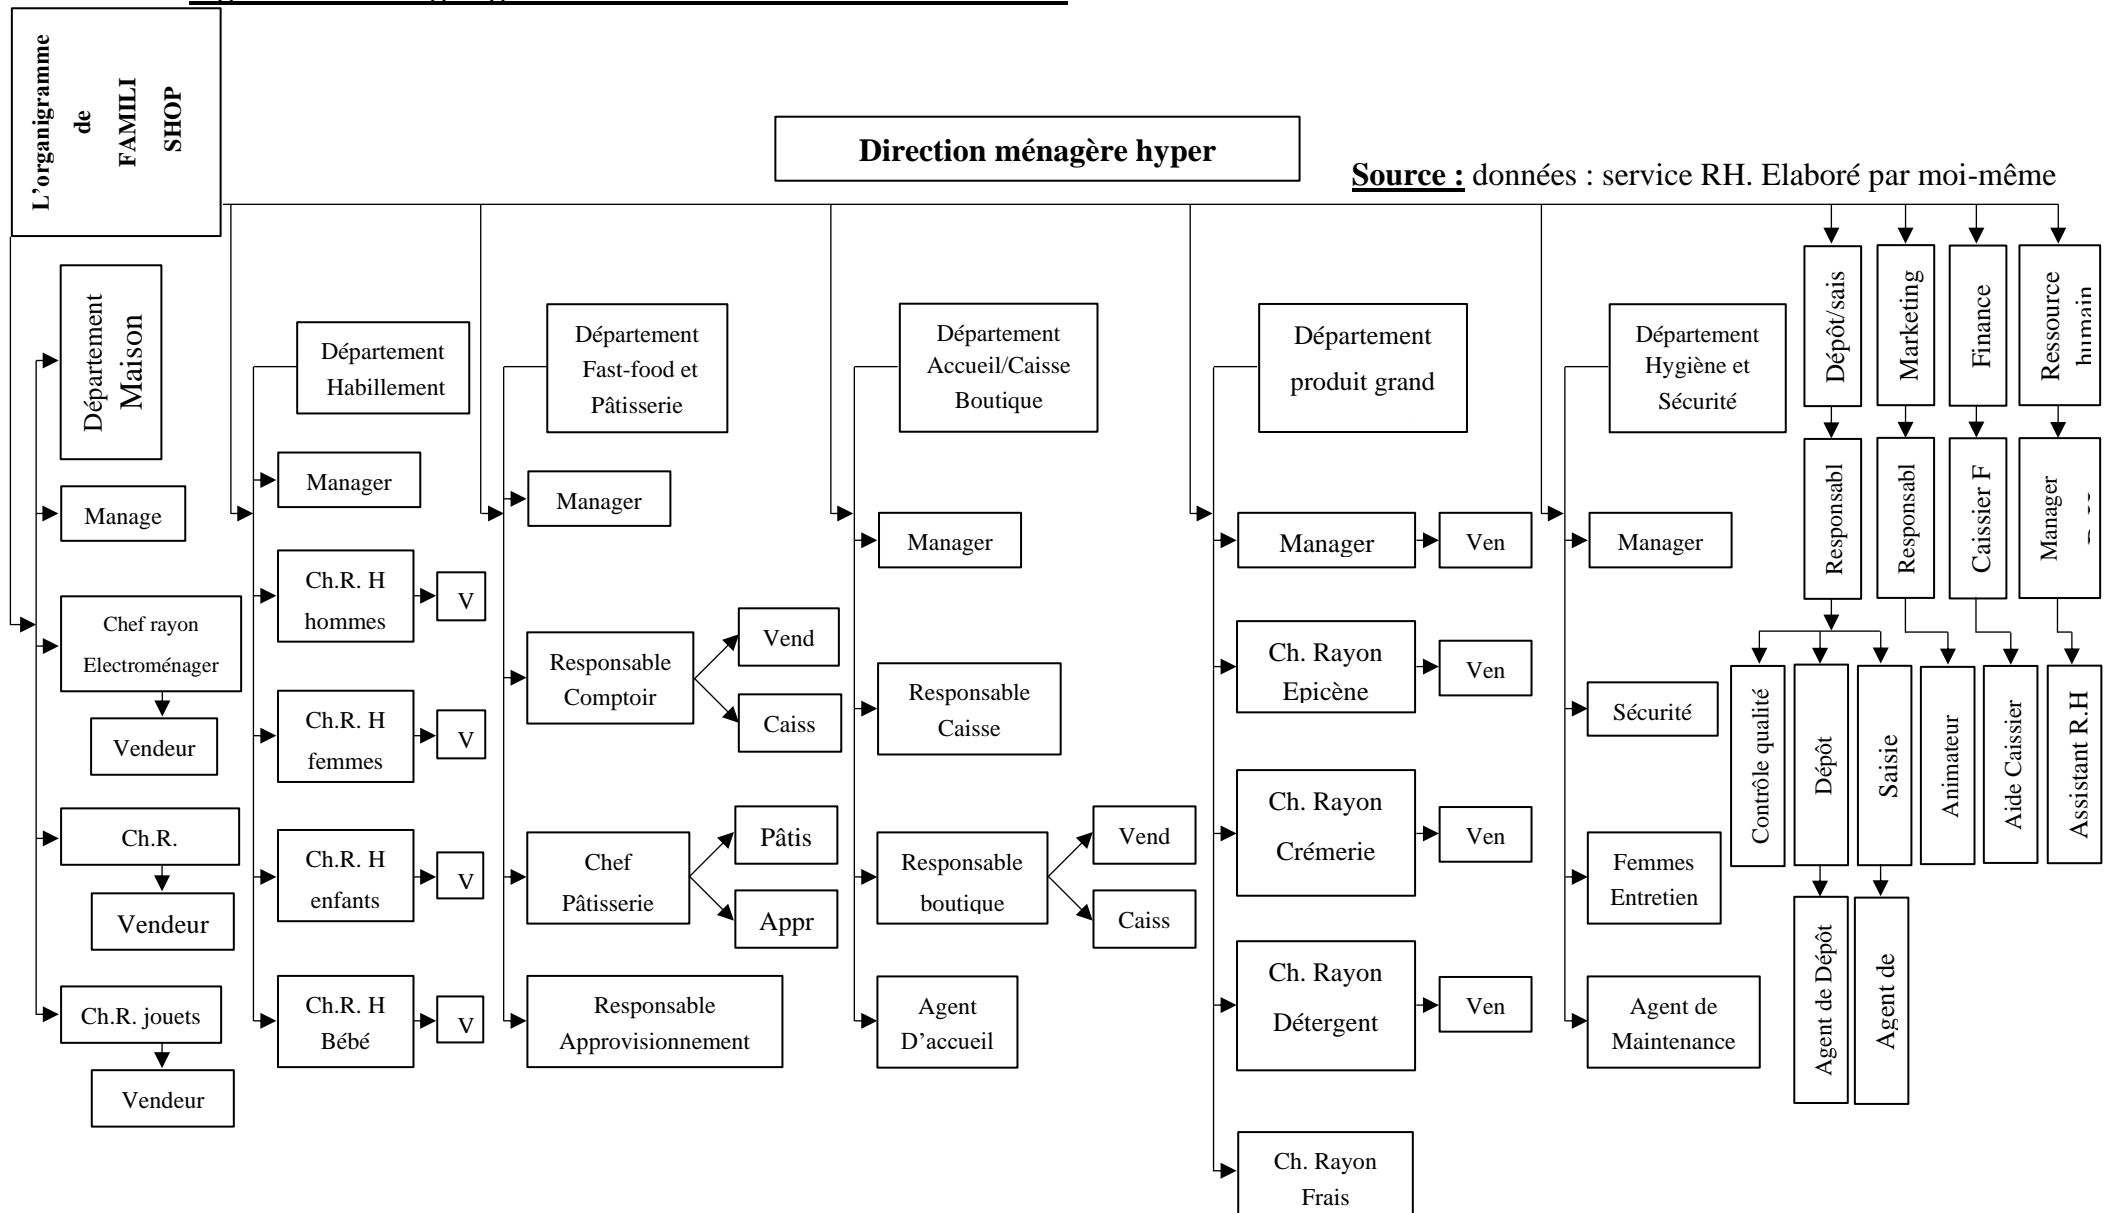 L’organigramme
de
FAMILI
SHOP
Direction ménagère hyper
Source : données : service RH. Elaboré par moi-même
Département
Maison
Manage
Chef rayon
Electroménager
Vendeur
Ch.R.
Vendeur
Ch.R. jouets
Vendeur
Département
Habillement
Manager
Ch.R. H
hommes
V
Ch.R. H
femmes
V
Ch.R. H
enfants
V
Ch.R. H
Bébé
V
Département
Fast-food et
Pâtisserie
Manager
Responsable
Comptoir
Vend
Caiss
Chef
Pâtisserie
Pâtis
Appr
Responsable
Approvisionnement
Département
Accueil/Caisse
Boutique
Manager
Responsable
Caisse
Responsable
boutique
Vend
Caiss
Agent
D’accueil
Département
produit grand
Manager
Ven
Ch. Rayon
Epicène
Ven
Ch. Rayon
Crémerie
Ven
Ch. Rayon
Détergent
Ven
Ch. Rayon
Frais
Département
Hygiène et
Sécurité
Manager
Sécurité
Femmes
Entretien
Agent de
Maintenance
Dépôt/sais
Responsabl
Contrôle qualité
Dépôt
Agent de Dépôt
Saisie
Agent de
Marketing
Responsabl
Animateur
Finance
Caissier F
Aide Caissier
Ressource
humain
Manager
Assistant R.H